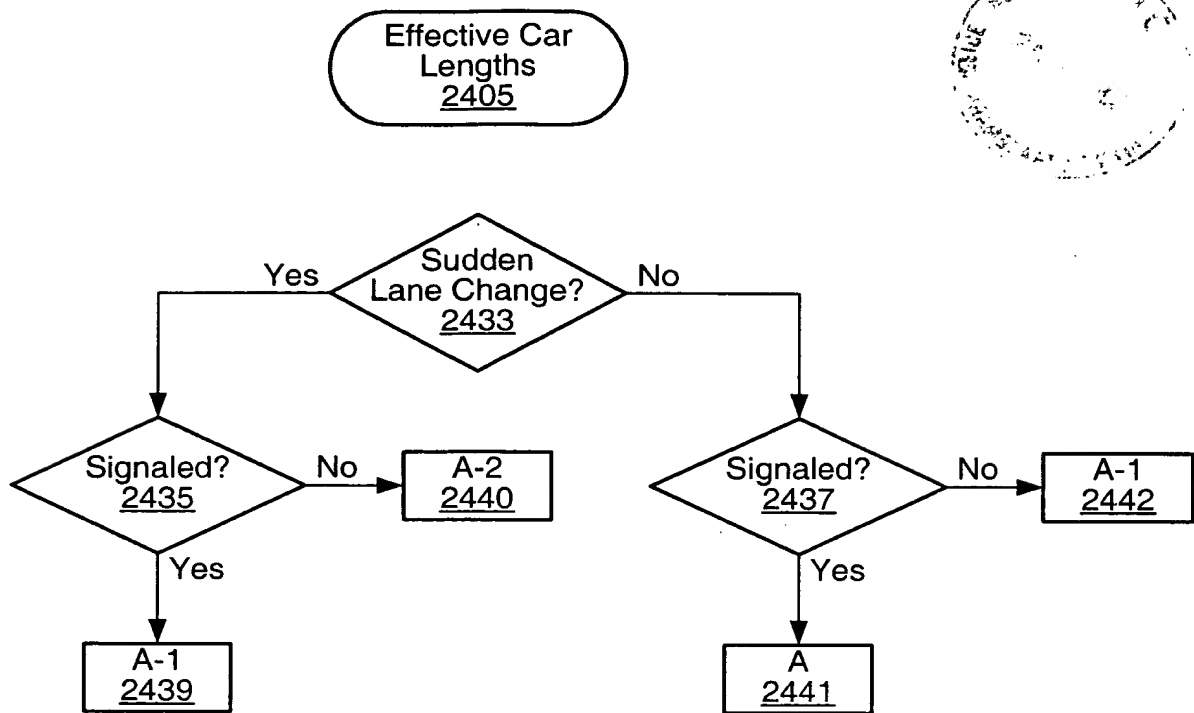 Effective Car
Lengths
2405
Sudden
Lane Change?
2433
Yes
No
Signaled?
2435
No
A-2
2440
Signaled?
2437
No
A-1
2442
Yes
Yes
A-1
2439
A
2441